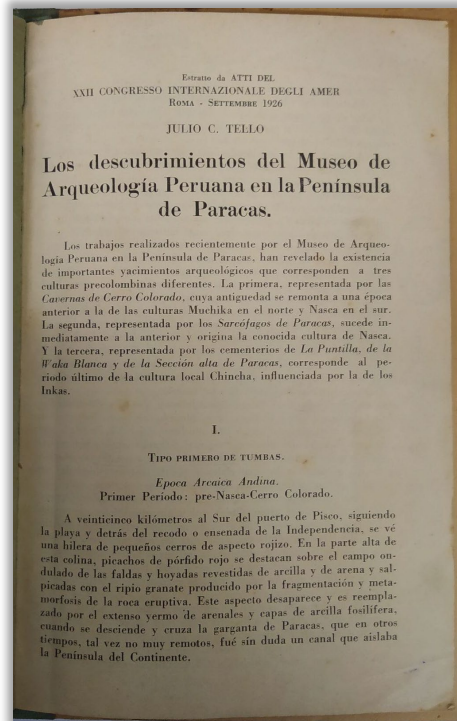 Estratto da ATTI DEL
XXII CONGRESSO INTERNAZIONALE DEGLI AMER
ROMA - SETTEMBRE 1926
JULIO C. TELLO
Los descubrimientos del Museo de
Arqueología Peruana en la Península
de Paracas.
Los trabajos realizados recientemente por el Museo de Arqueo-
logía Peruana en la Península de Paracas, han revelado la existencia
de importantes yacimientos arqueológicos que corresponden a tres
culturas precolombinas diferentes. La primera, representada por las
Cavernas de Cerro Colorado, cuya antiguedad se remonta a una época
anterior a la de las culturas Muchika en el norte y Nasca en el sur.
La segunda, representada por los Sarcófagos de Paracas, sucede in-
mediatamente a la anterior y origina la conocida cultura de Nasca.
Y la tercera, representada por los cementerios de La Puntilla, de la
Waka Blanca y de la Sección alta de Paracas, corresponde al pe-
riodo último de la cultura local Chincha, influenciada por la de los
Inkas.
I.
TIPO PRIMERO DE TUMBAS.
Epoca Arcaica Andina.
Primer Período: pre-Nasca-Cerro Colorado.
A veinticinco kilómetros al Sur del puerto de Pisco, siguiendo
la playa y detrás del recodo o ensenada de la Independencia, se vé
una hilera de pequeños cerros de aspecto rojizo. En la parte alta de
esta colina, picachos de pórfido rojo se destacan sobre el campo on-
dulado de las faldas y hoyadas revestidas de arcilla y de arena y sal-
picadas con el ripio granate producido por la fragmentación y meta-
morfosis de la roca eruptiva. Este aspecto desaparece y es reempla-
zado por el extenso yermo de arenales y capas de arcilla fosilífera,
cuando se desciende y cruza la garganta de Paracas, que en otros
tiempos, tal vez no muy remotos, fué sin duda un canal que aislaba
la Península del Continente.